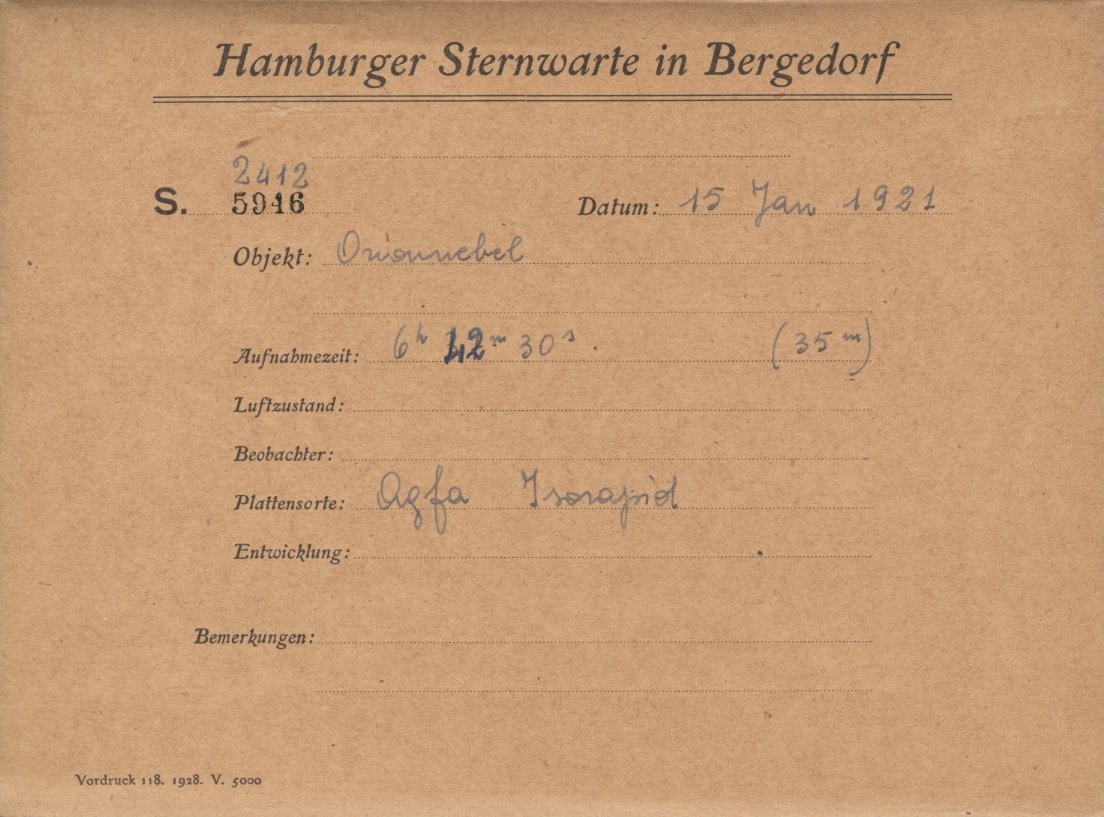 Hamburger Sternwarte in Bergedorf
2412
S. 5946 Datum: 15 Jan 1921
Objekt: Orionnebel
Aufnahmezeit: 6h 42m 30s. (35m)
Luftzustand:
Beobachter:
Plattensorte: Agfa Isorapid
Entwicklung:
Bemerkungen:
Vordruck 118. 1928. V. 5000